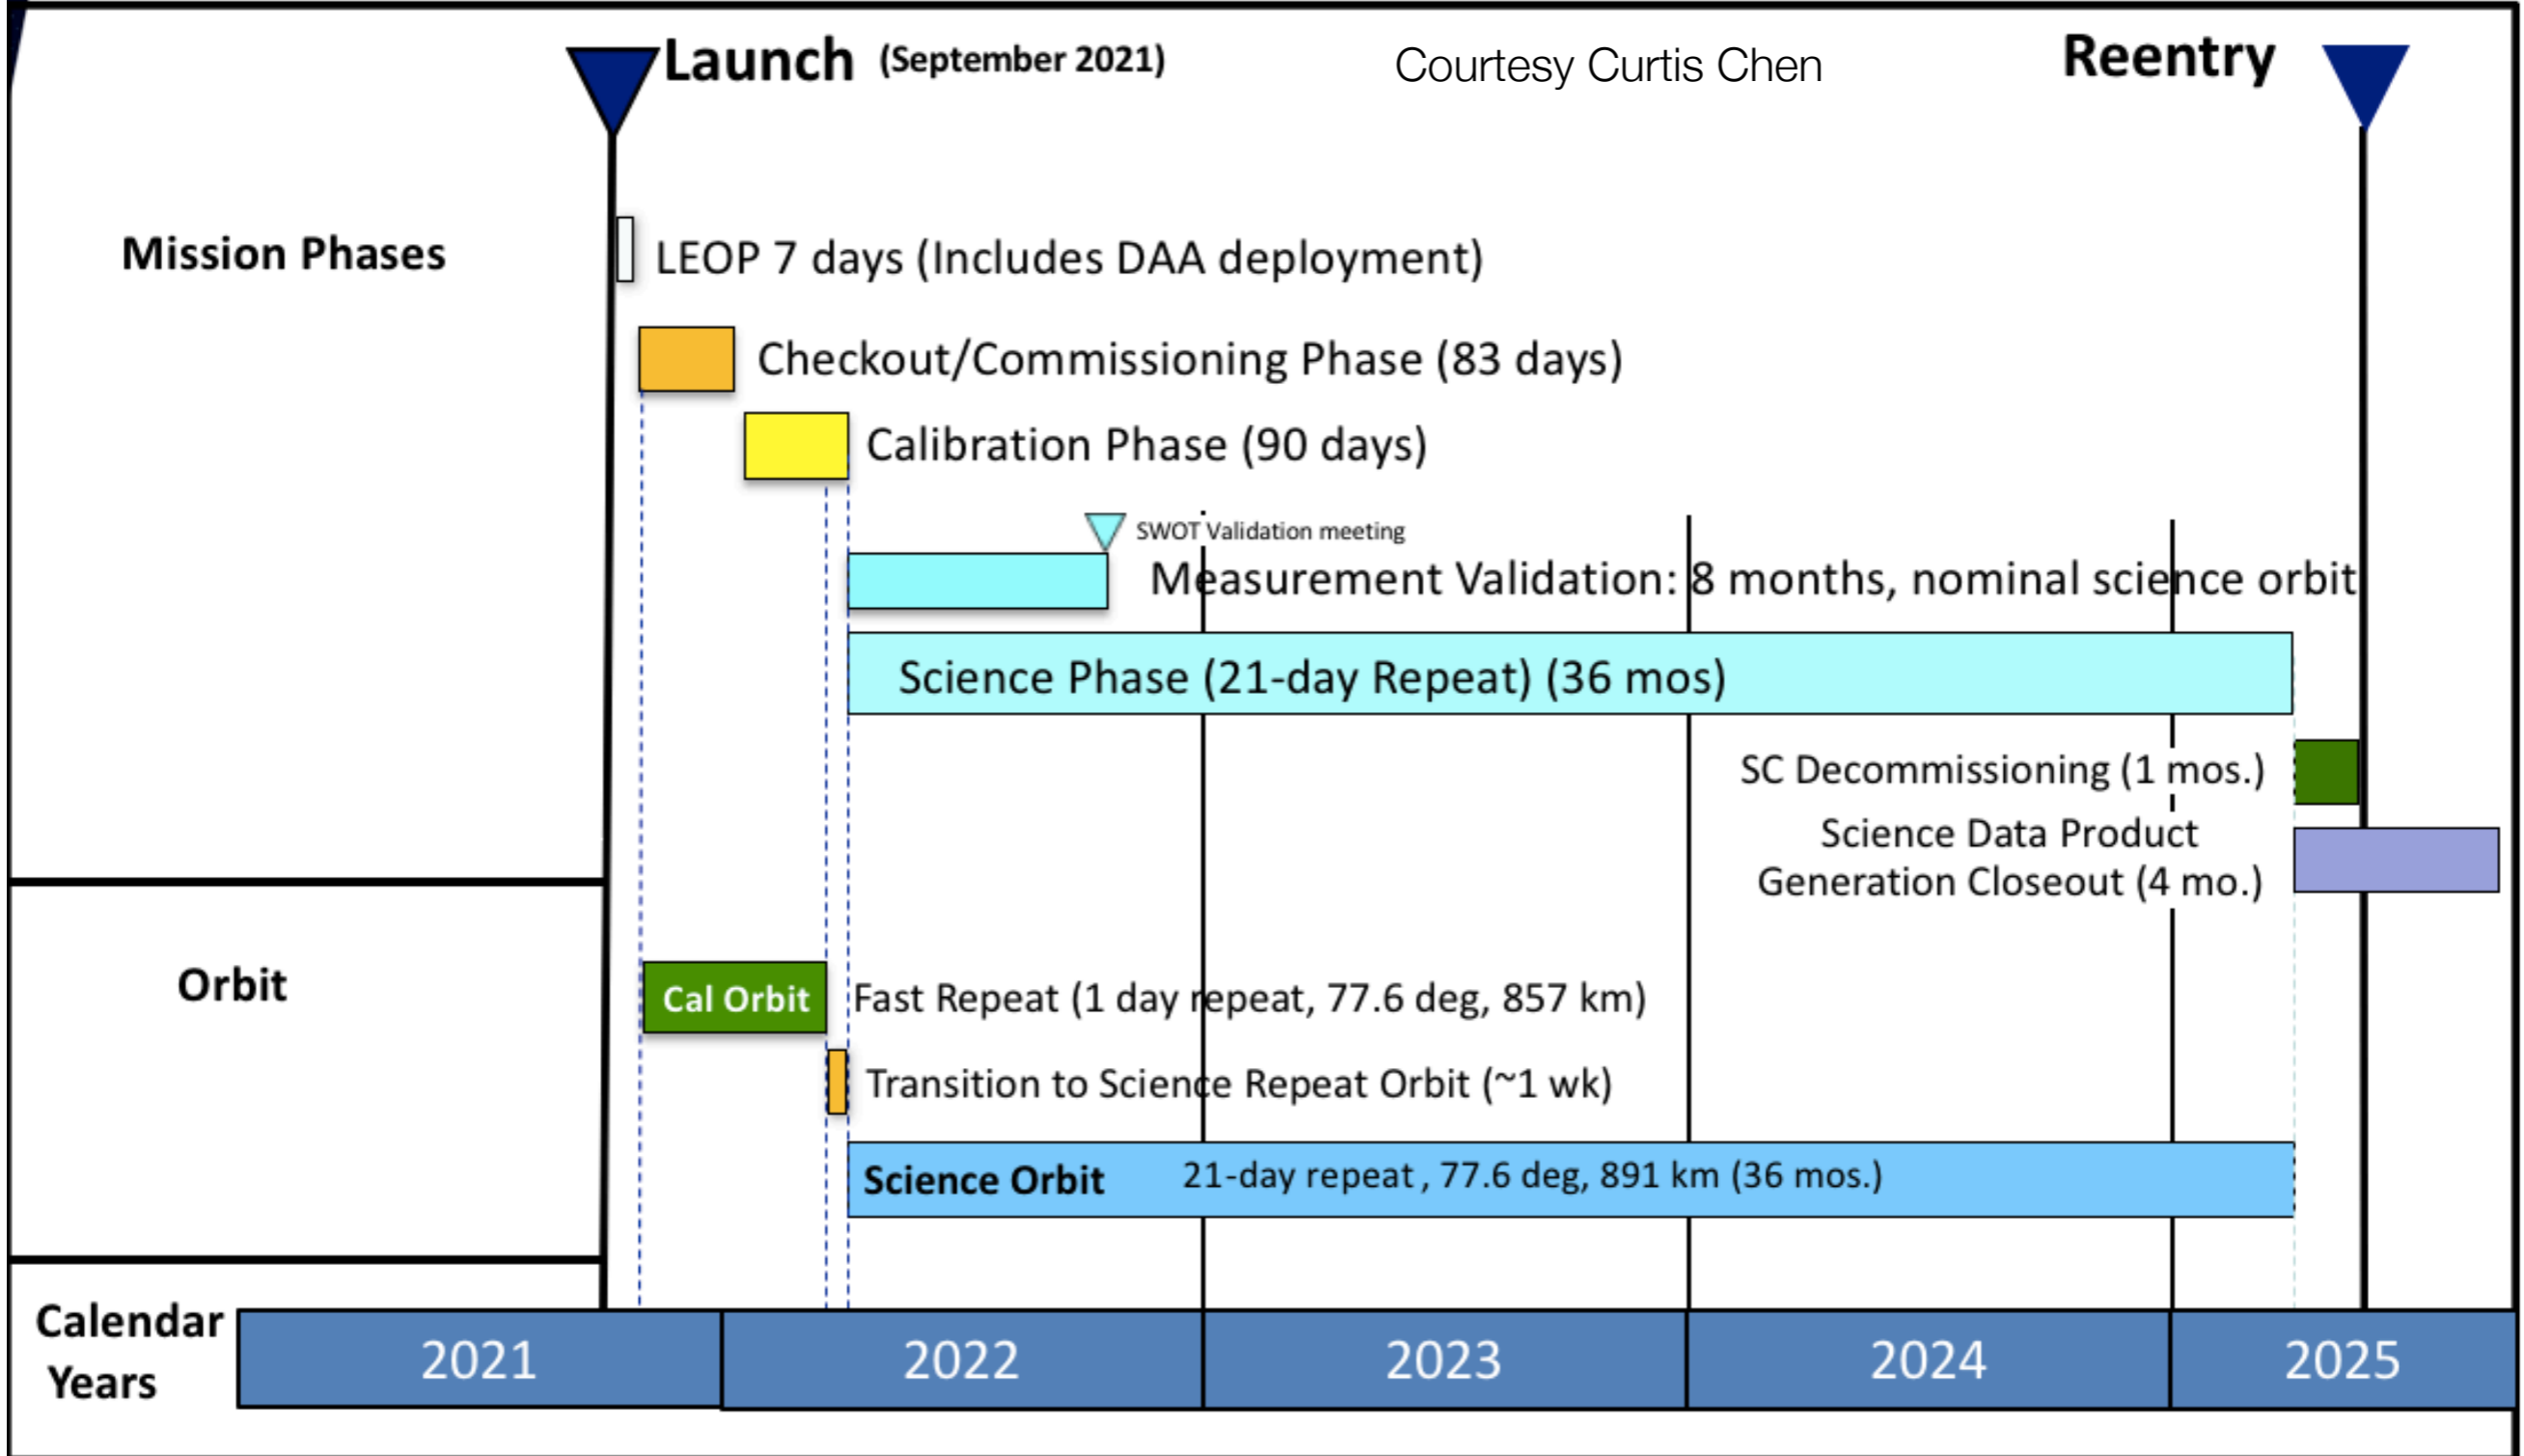 Launch (September 2021)
Courtesy Curtis Chen
Reentry
Mission Phases
LEOP 7 days (Includes DAA deployment)
Checkout/Commissioning Phase (83 days)
Calibration Phase (90 days)
SWOT Validation meeting
Measurement Validation: 8 months, nominal science orbit
Science Phase (21-day Repeat) (36 mos)
SC Decommissioning (1 mos.)
Science Data Product
Generation Closeout (4 mo.)
Orbit
Cal Orbit
Fast Repeat (1 day repeat, 77.6 deg, 857 km)
Transition to Science Repeat Orbit (~1 wk)
Science Orbit
21-day repeat , 77.6 deg, 891 km (36 mos.)
Calendar
Years
2021
2022
2023
2024
2025